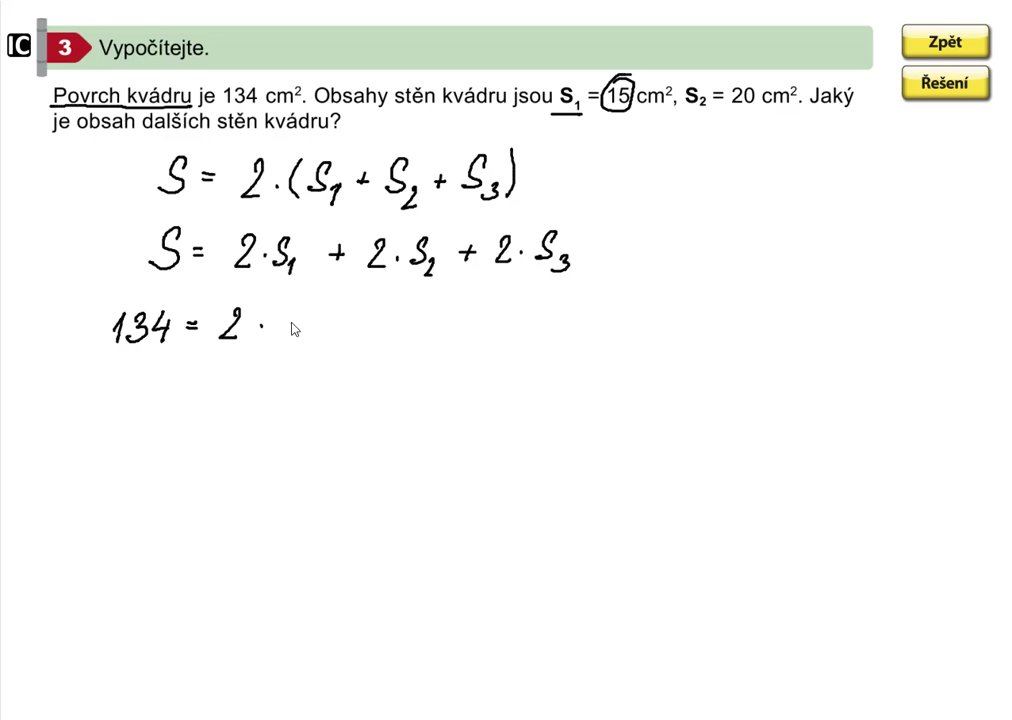 IC 3 Vypočítejte.
Zpět
Řešení
Povrch kvádru je 134 cm². Obsahy stěn kvádru jsou S₁ = 15 cm², S₂ = 20 cm². Jaký
je obsah dalších stěn kvádru?
S = 2 · (S₁ + S₂ + S₃)
S = 2 · S₁ + 2 · S₂ + 2 · S₃
134 = 2 ·